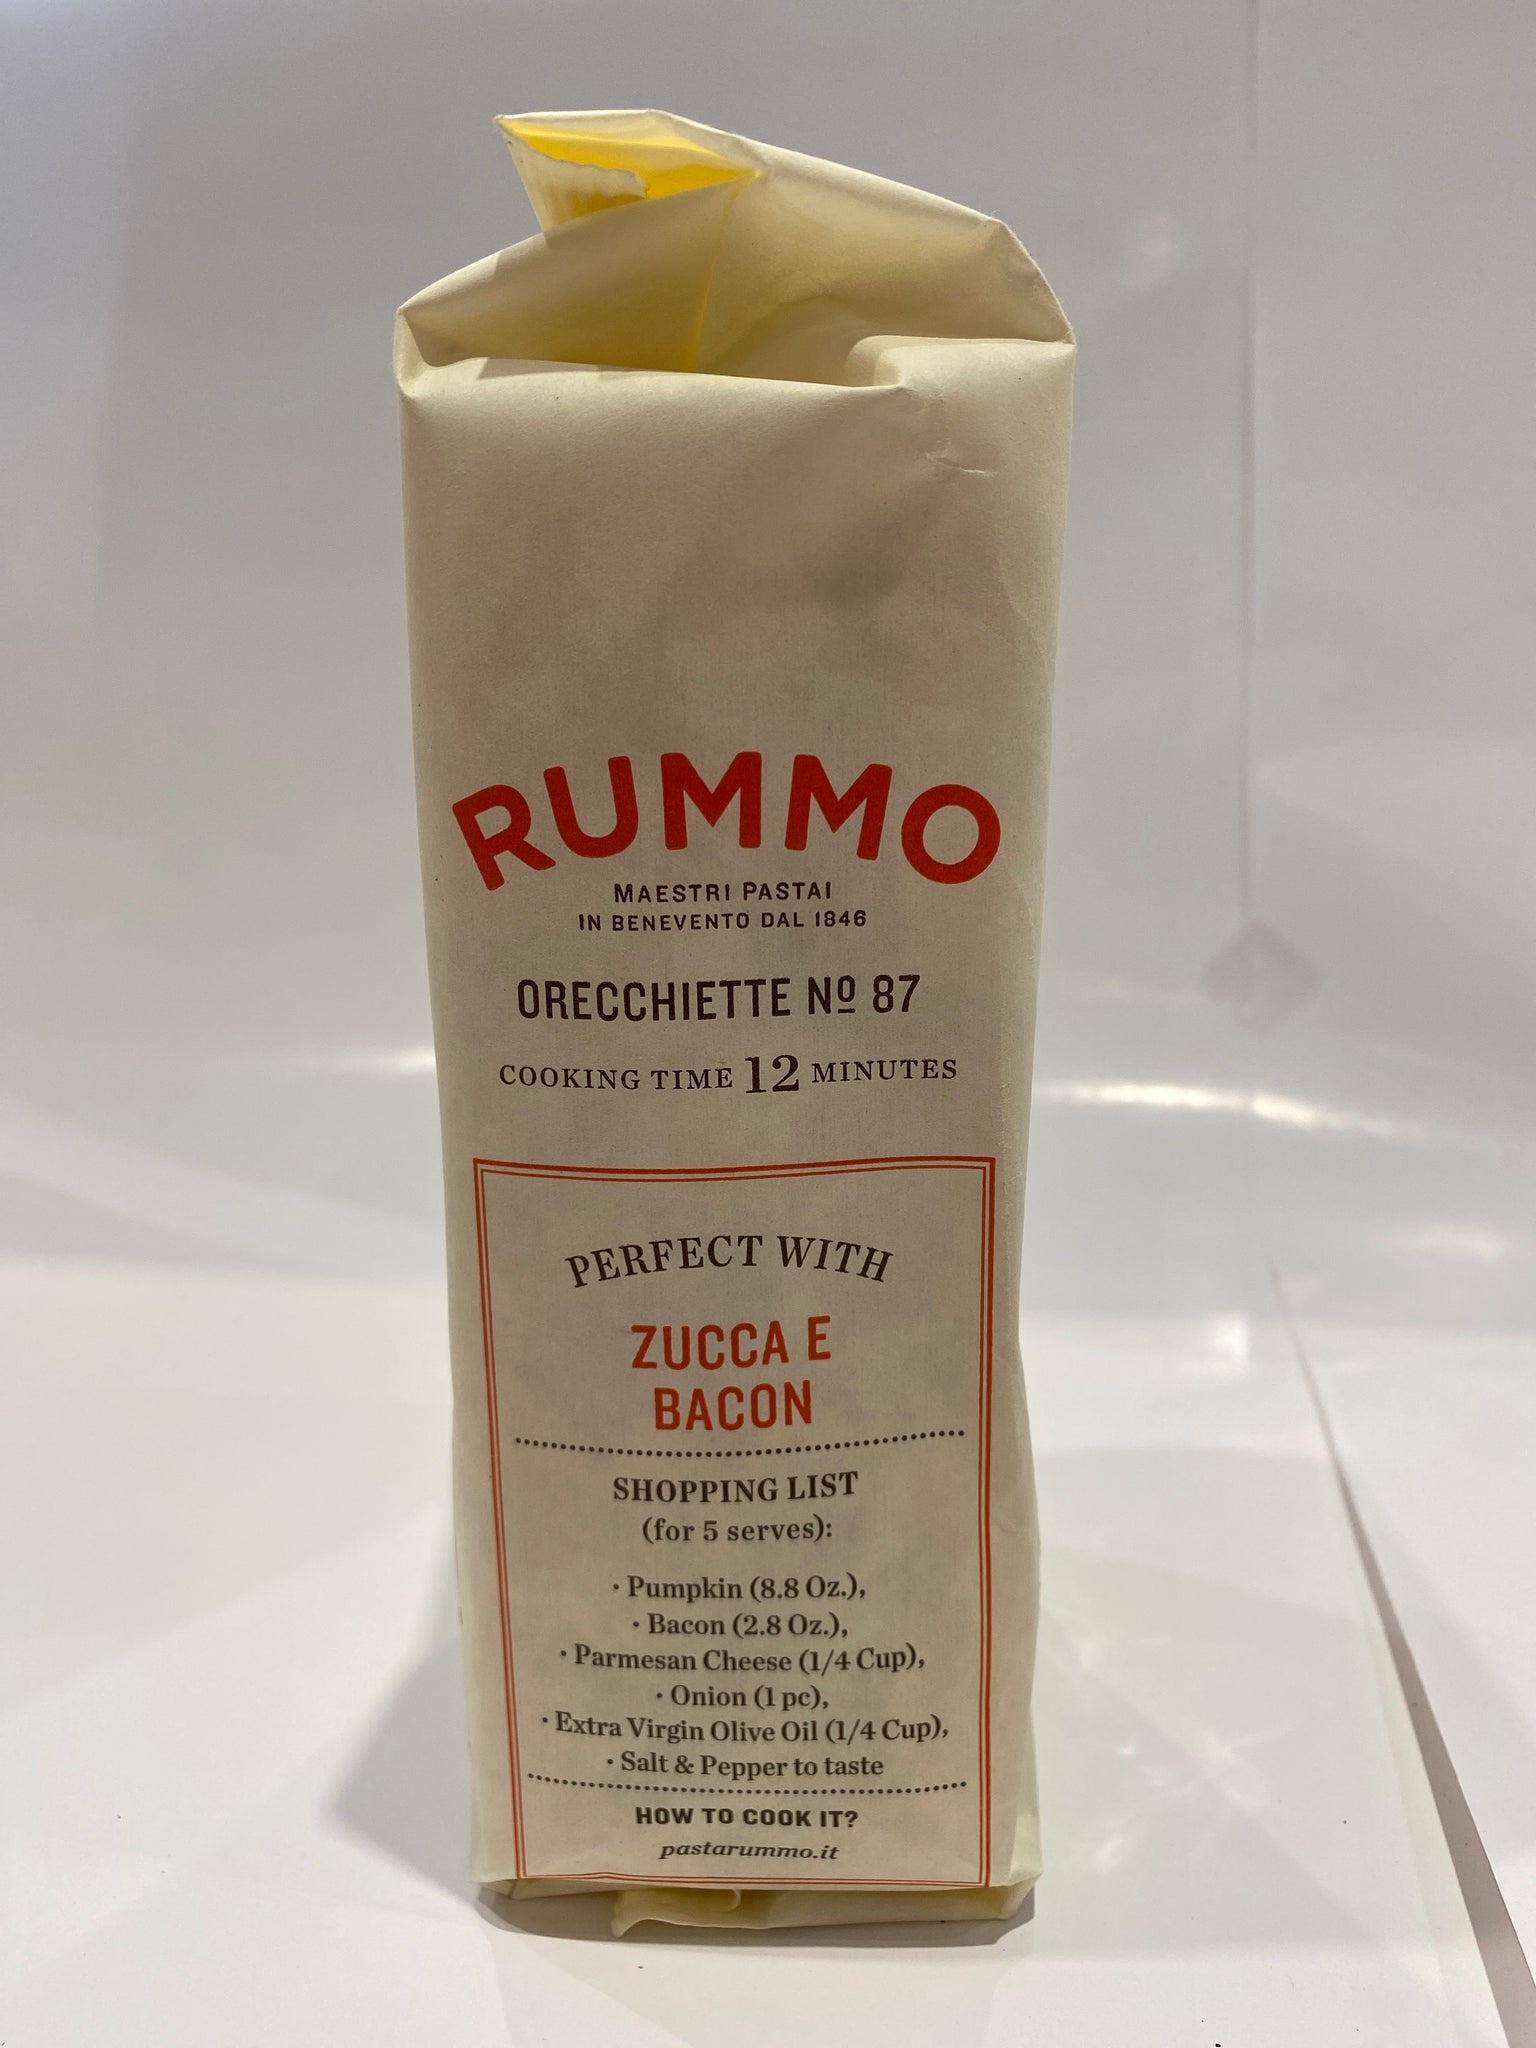 RUMMO
MAESTRI PASTAI
IN BENEVENTO DAL 1846
ORECCHIETTE Nº 87
COOKING TIME 12 MINUTES
PERFECT WITH
ZUCCA E
BACON
SHOPPING LIST
(for 5 serves):
• Pumpkin (8.8 Oz.),
• Bacon (2.8 Oz.),
• Parmesan Cheese (1/4 Cup),
• Onion (1 pc),
• Extra Virgin Olive Oil (1/4 Cup),
• Salt & Pepper to taste
HOW TO COOK IT?
pastarummo.it